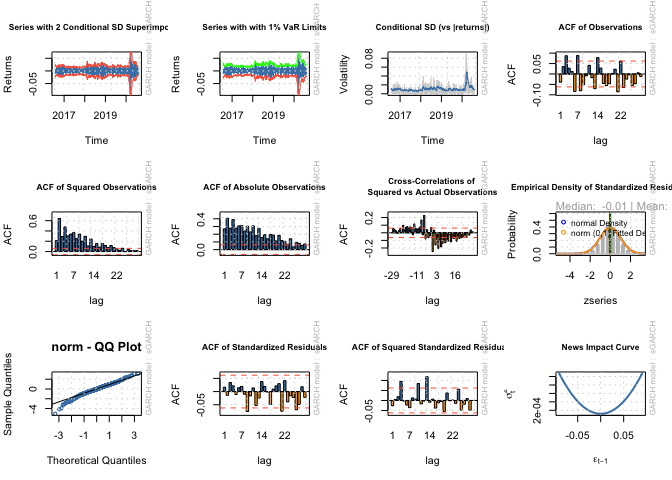 Series with 2 Conditional SD Superimpo
Returns
-0.05
2017 2019
Time
GARCH model : sGARCH
Series with with 1% VaR Limits
Returns
-0.05
2017 2019
Time
GARCH model : sGARCH
Conditional SD (vs |returns|)
Volatility
0.00 0.08
2017 2019
Time
GARCH model : sGARCH
ACF of Observations
ACF
-0.10 0.05
1 7 14 22
lag
GARCH model : sGARCH
ACF of Squared Observations
ACF
0.0 0.6
1 7 14 22
lag
GARCH model : sGARCH
ACF of Absolute Observations
ACF
0.0 0.4
1 7 14 22
lag
GARCH model : sGARCH
Cross-Correlations of
Squared vs Actual Observations
ACF
-0.2 0.2
-29 -11 3 16
lag
GARCH model : sGARCH
Empirical Density of Standardized Resid
Median: -0.01 | Mean:
normal Density
norm (0,1) Fitted De
Probability
0.0 0.4
-4 -2 0 2
zseries
norm - QQ Plot
Sample Quantiles
-4 0
-3 -1 1 3
Theoretical Quantiles
GARCH model : sGARCH
ACF of Standardized Residuals
ACF
-0.05
1 7 14 22
lag
GARCH model : sGARCH
ACF of Squared Standardized Residua
ACF
-0.05
1 7 14 22
lag
GARCH model : sGARCH
News Impact Curve
2e-04
-0.05 0.05
εt−1